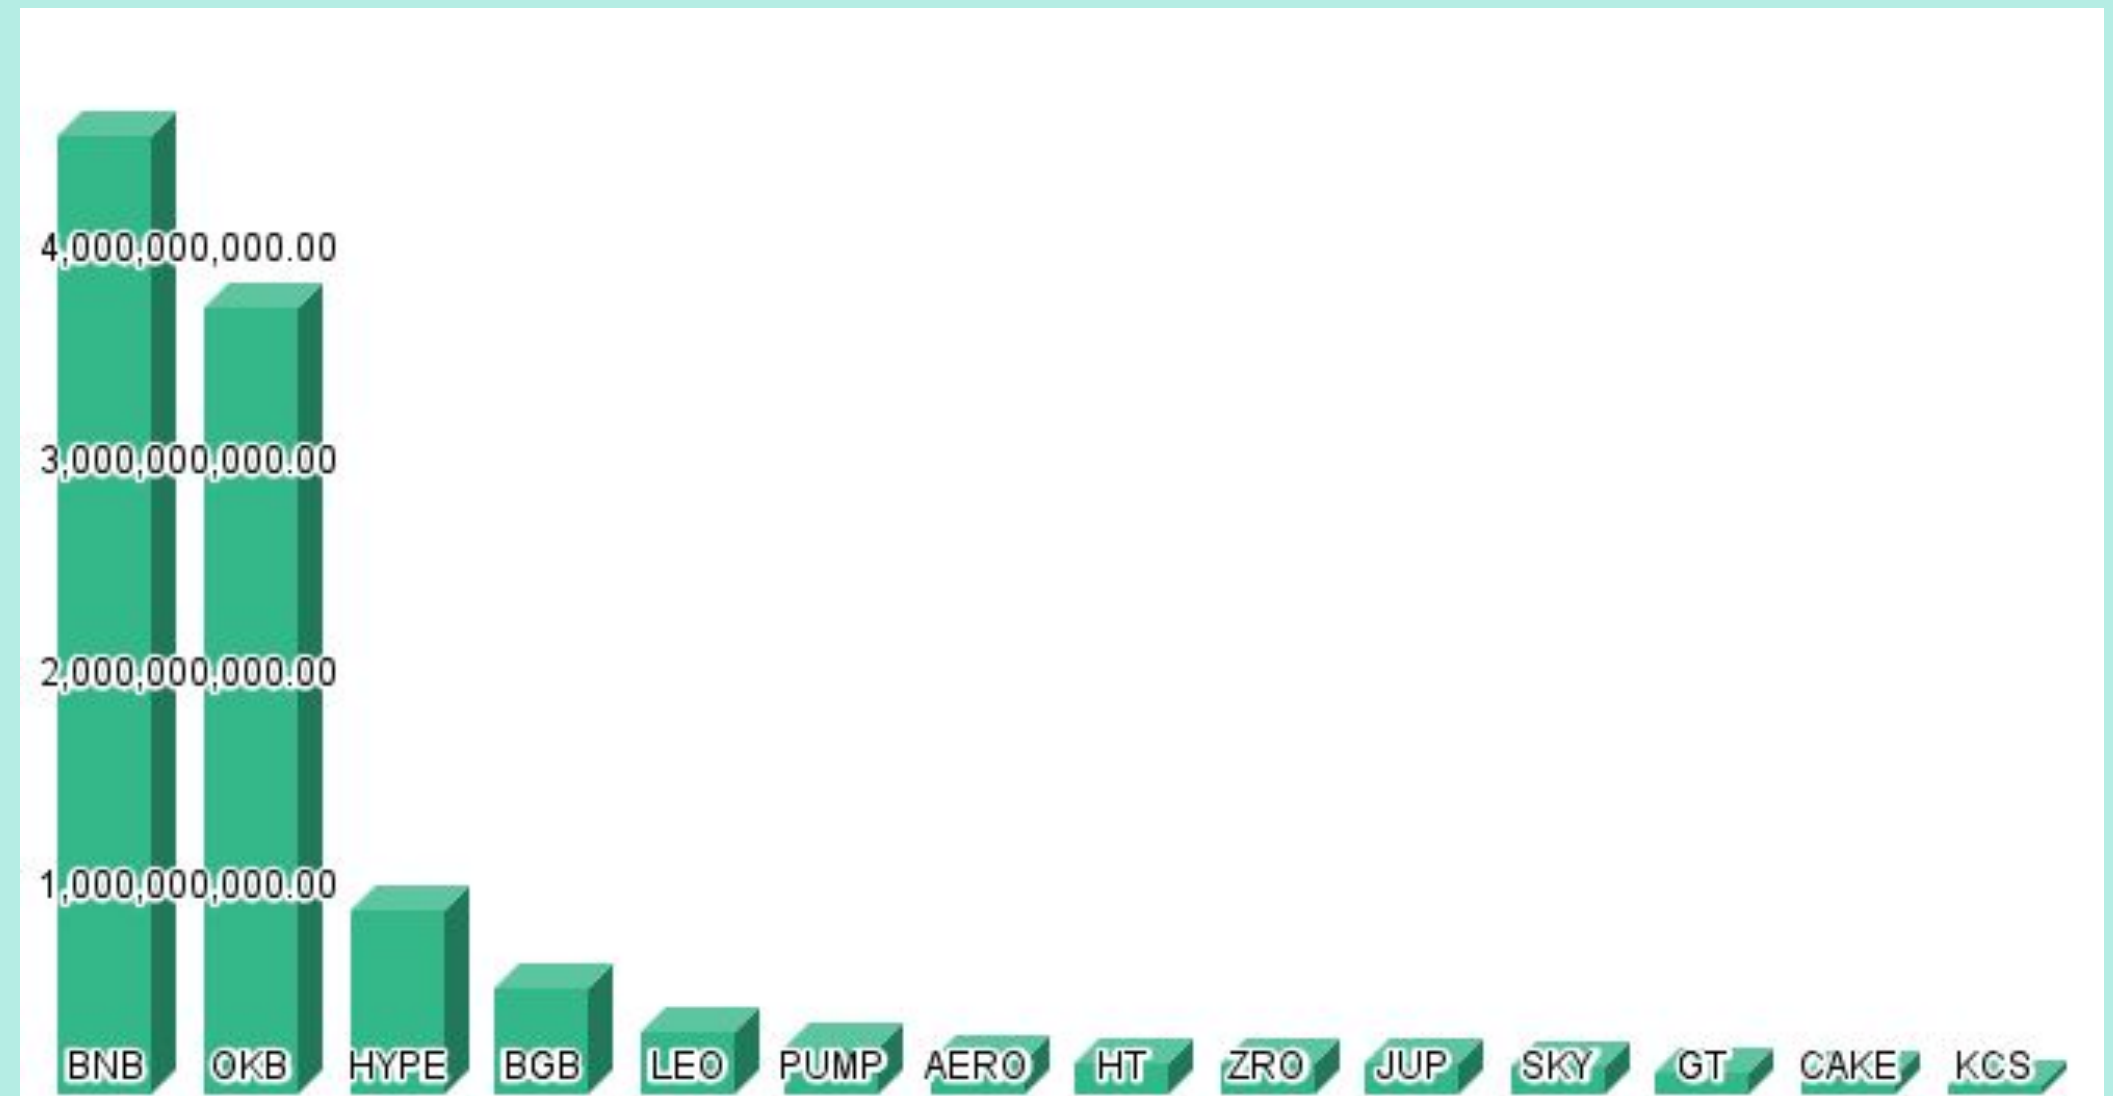 4,000,000,000.00
3,000,000,000.00
2,000,000,000.00
1,000,000,000.00
BNB OKB HYPE BGB LEO PUMP AERO HT ZRO JUP SKY GT CAKE KCS